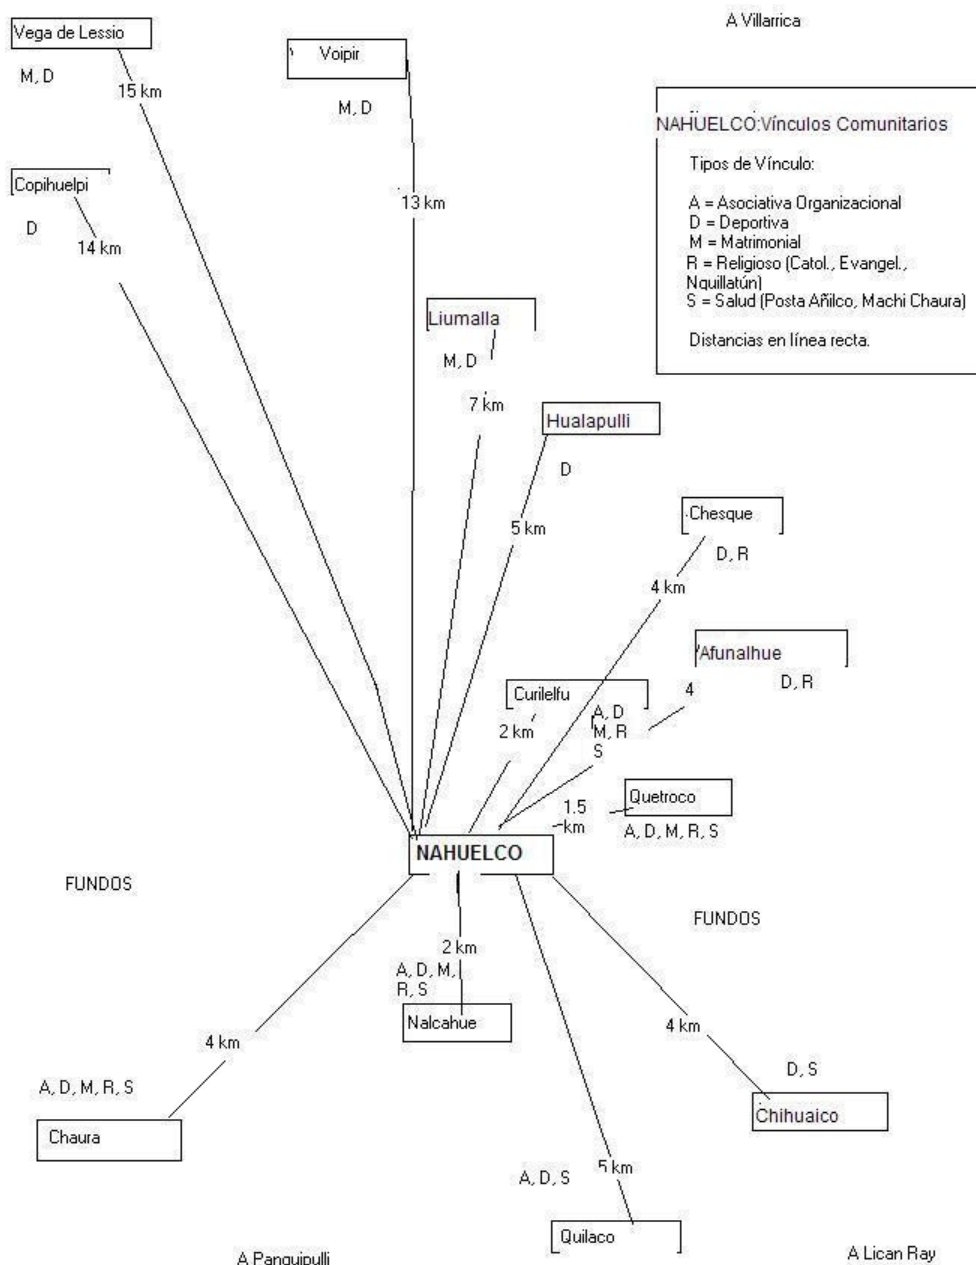 A Villarrica
Vega de Lessio
M, D
15 km
Voipir
M, D
13 km
NAHUELCO:Vínculos Comunitarios
Tipos de Vínculo:
A = Asociativa Organizacional
D = Deportiva
M = Matrimonial
R = Religioso (Catol., Evangel.,
Nquillatún)
S = Salud (Posta Añilco, Machi Chaura)
Distancias en línea recta.
Copihuelpi
D
14 km
Liumalla
M, D
7 km
Hualapulli
D
5 km
Chesque
D, R
4 km
Afunalhue
D, R
4
Curilelfu
A, D
M, R
S
2 km
Quetroco
1.5
km
A, D, M, R, S
NAHUELCO
FUNDOS
FUNDOS
2 km
A, D, M,
R, S
Nalcahue
4 km
A, D, M, R, S
Chaura
4 km
D, S
Chihuaico
5 km
A, D, S
Quilaco
A Panguipulli
A Lican Ray